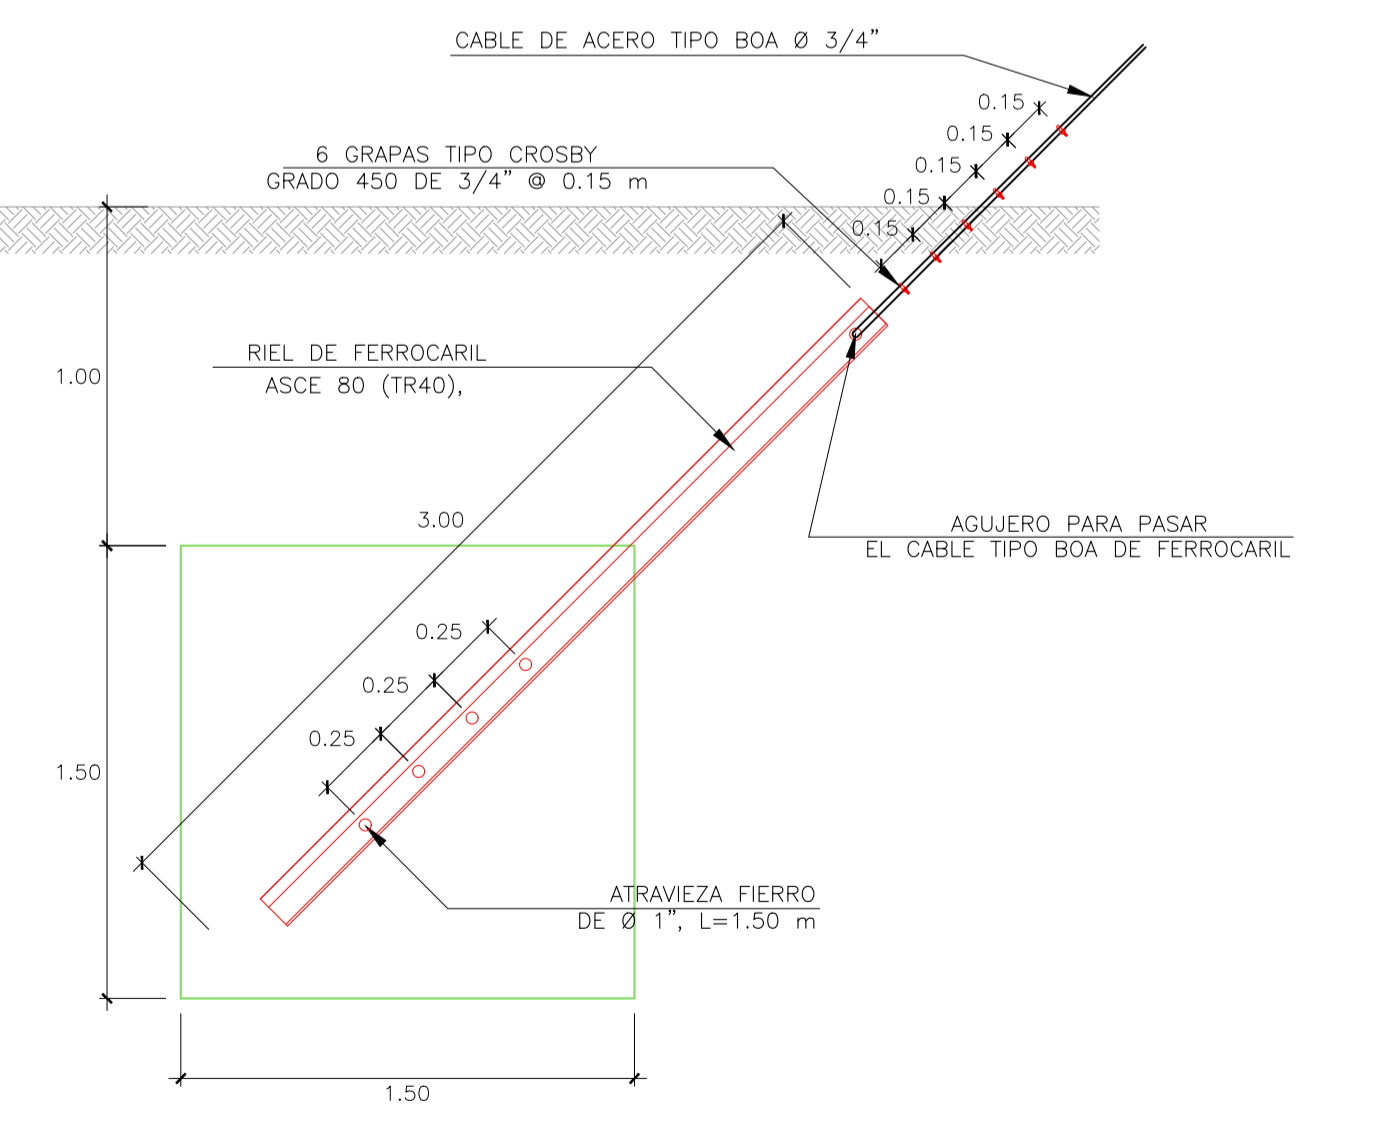 CABLE DE ACERO TIPO BOA Ø 3/4"
0.15
0.15
6 GRAPAS TIPO CROSBY
GRADO 450 DE 3/4" @ 0.15 m
0.15
0.15
0.15
RIEL DE FERROCARIL
ASCE 80 (TR40),
1.00
3.00
AGUJERO PARA PASAR
EL CABLE TIPO BOA DE FERROCARIL
0.25
0.25
0.25
1.50
ATRAVIEZA FIERRO
DE Ø 1", L=1.50 m
1.50